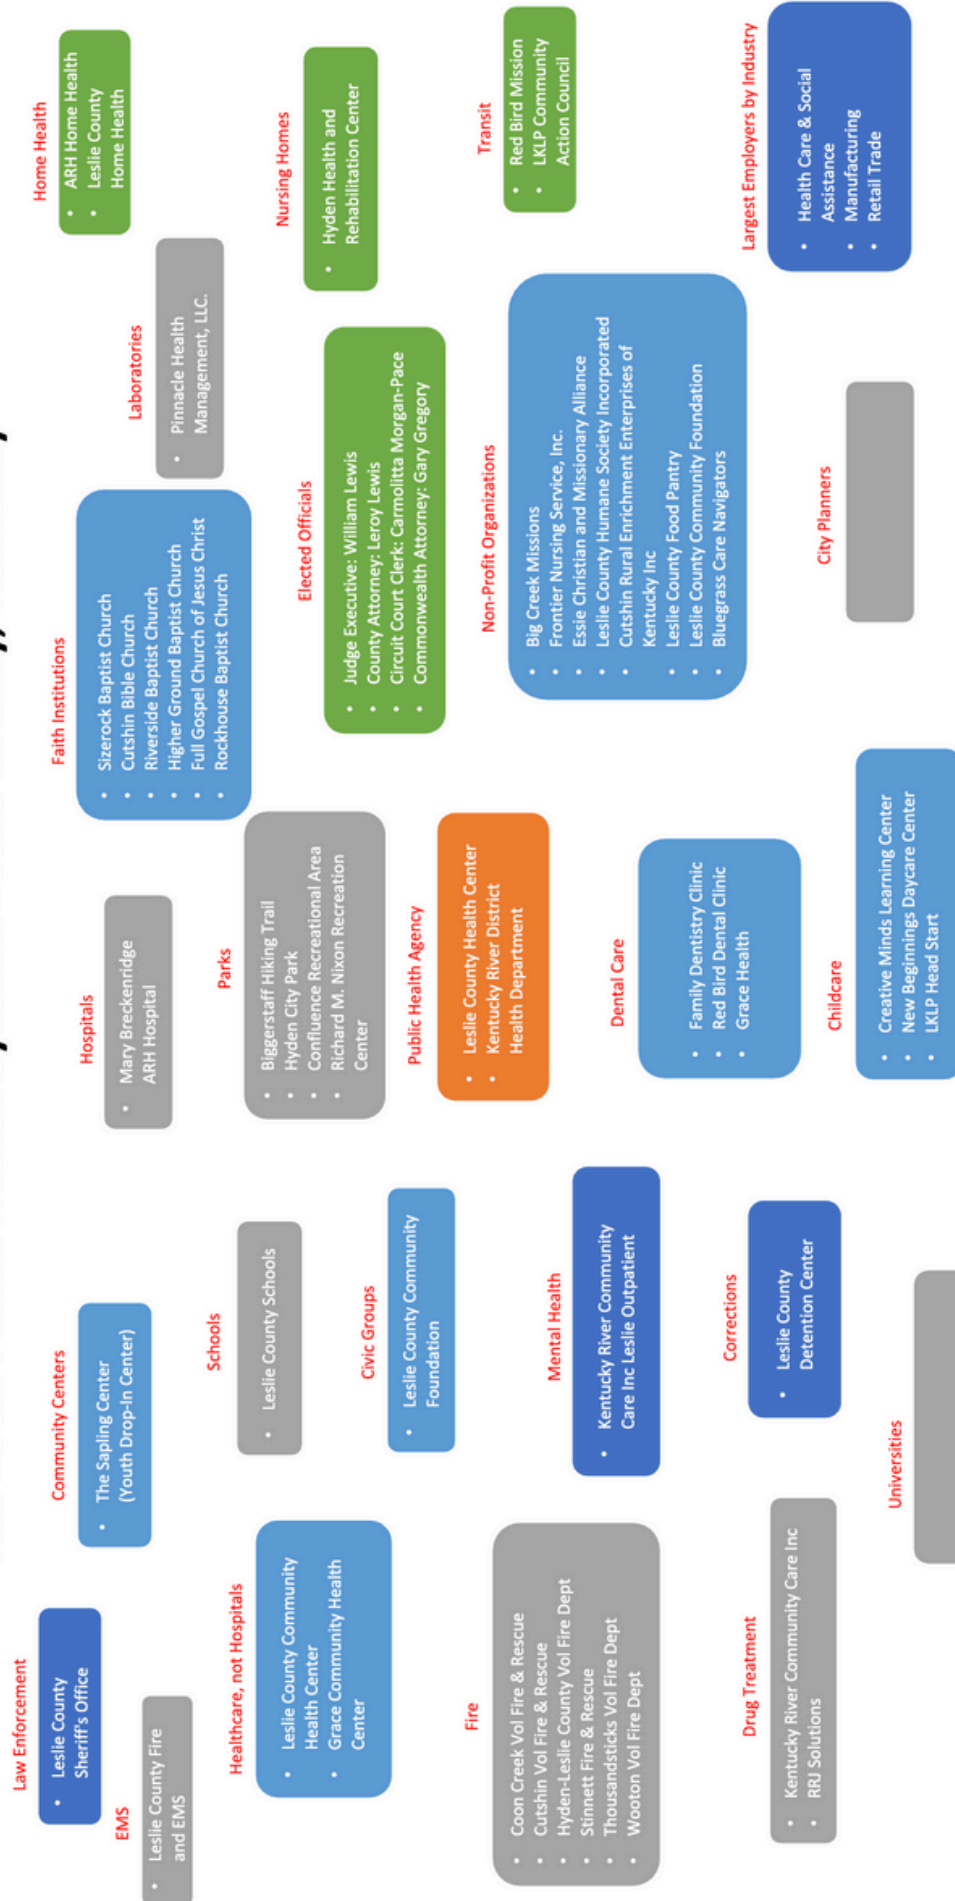 Law Enforcement
Leslie County
Sheriff's Office
EMS
Leslie County Fire
and EMS
Community Centers
The Sapling Center
(Youth Drop-In Center)
Hospitals
Mary Breckenridge
ARH Hospital
Faith Institutions
Sizerock Baptist Church
Cutshin Bible Church
Riverside Baptist Church
Higher Ground Baptist Church
Full Gospel Church of Jesus Christ
Rockhouse Baptist Church
Laboratories
Pinnacle Health
Management, LLC.
Home Health
ARH Home Health
Leslie County
Home Health
Healthcare, not Hospitals
Leslie County Community
Health Center
Grace Community Health
Center
Schools
Leslie County Schools
Parks
Biggerstaff Hiking Trail
Hyden City Park
Confluence Recreational Area
Richard M. Nixon Recreation
Center
Elected Officials
Judge Executive: William Lewis
County Attorney: Leroy Lewis
Circuit Court Clerk: Carmolitta Morgan-Pace
Commonwealth Attorney: Gary Gregory
Nursing Homes
Hyden Health and
Rehabilitation Center
Civic Groups
Leslie County Community
Foundation
Public Health Agency
Leslie County Health Center
Kentucky River District
Health Department
Fire
Coon Creek Vol Fire & Rescue
Cutshin Vol Fire & Rescue
Hyden-Leslie County Vol Fire Dept
Stinnett Fire & Rescue
Thousandsticks Vol Fire Dept
Wooton Vol Fire Dept
Mental Health
Kentucky River Community
Care Inc Leslie Outpatient
Dental Care
Family Dentistry Clinic
Red Bird Dental Clinic
Grace Health
Non-Profit Organizations
Big Creek Missions
Frontier Nursing Service, Inc.
Essie Christian and Missionary Alliance
Leslie County Humane Society Incorporated
Cutshin Rural Enrichment Enterprises of
Kentucky Inc
Leslie County Food Pantry
Leslie County Community Foundation
Bluegrass Care Navigators
Transit
Red Bird Mission
LKLP Community
Action Council
Drug Treatment
Kentucky River Community Care Inc
RRJ Solutions
Corrections
Leslie County
Detention Center
Childcare
Creative Minds Learning Center
New Beginnings Daycare Center
LKLP Head Start
City Planners
Largest Employers by Industry
Health Care & Social
Assistance
Manufacturing
Retail Trade
Universities